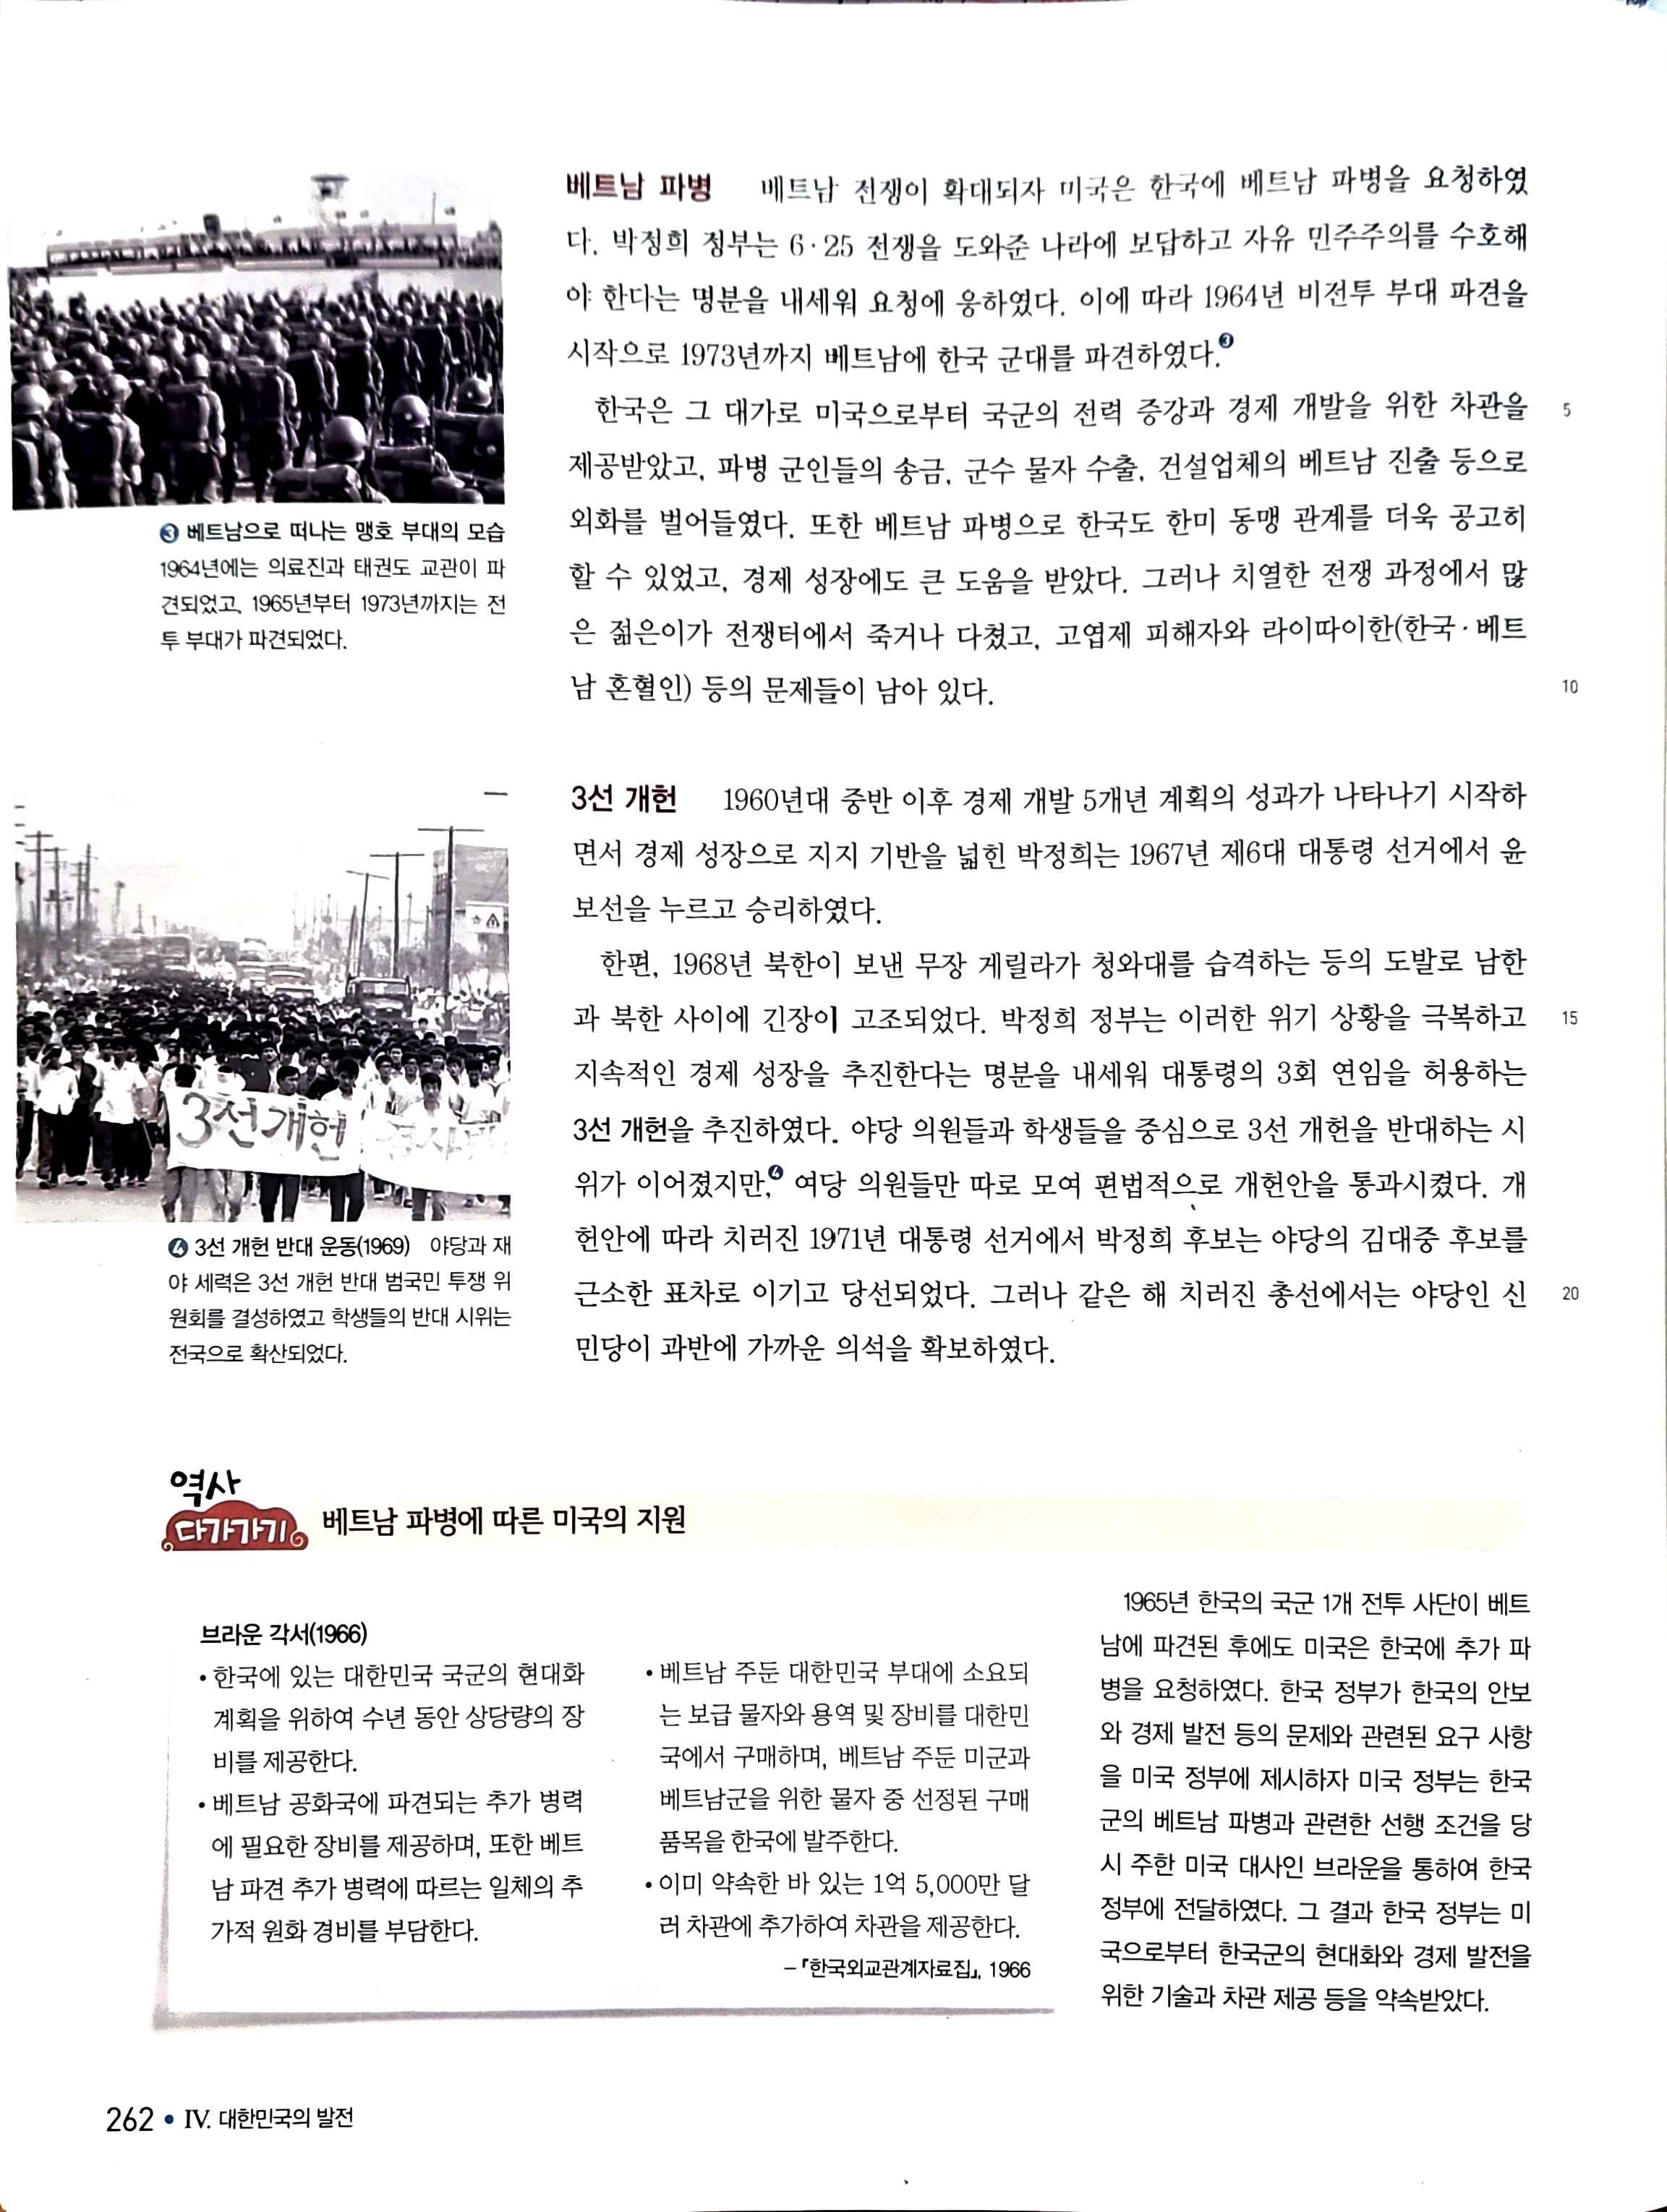 베트남 파병 베트남 전쟁이 확대되자 미국은 한국에 베트남 파병을 요청하였
다. 박정희 정부는 6·25 전쟁을 도와준 나라에 보답하고 자유 민주주의를 수호해
야 한다는 명분을 내세워 요청에 응하였다. 이에 따라 1964년 비전투 부대 파견을
시작으로 1973년까지 베트남에 한국 군대를 파견하였다.❸
한국은 그 대가로 미국으로부터 국군의 전력 증강과 경제 개발을 위한 차관을
5
제공받았고, 파병 군인들의 송금, 군수 물자 수출, 건설업체의 베트남 진출 등으로
외화를 벌어들였다. 또한 베트남 파병으로 한국도 한미 동맹 관계를 더욱 공고히
할 수 있었고, 경제 성장에도 큰 도움을 받았다. 그러나 치열한 전쟁 과정에서 많
은 젊은이가 전쟁터에서 죽거나 다쳤고, 고엽제 피해자와 라이따이한(한국·베트
남 혼혈인) 등의 문제들이 남아 있다.
10
❸ 베트남으로 떠나는 맹호 부대의 모습
1964년에는 의료진과 태권도 교관이 파
견되었고, 1965년부터 1973년까지는 전
투 부대가 파견되었다.
3선 개헌 1960년대 중반 이후 경제 개발 5개년 계획의 성과가 나타나기 시작하
면서 경제 성장으로 지지 기반을 넓힌 박정희는 1967년 제6대 대통령 선거에서 윤
보선을 누르고 승리하였다.
한편, 1968년 북한이 보낸 무장 게릴라가 청와대를 습격하는 등의 도발로 남한
과 북한 사이에 긴장이 고조되었다. 박정희 정부는 이러한 위기 상황을 극복하고
15
지속적인 경제 성장을 추진한다는 명분을 내세워 대통령의 3회 연임을 허용하는
3선 개헌을 추진하였다. 야당 의원들과 학생들을 중심으로 3선 개헌을 반대하는 시
위가 이어졌지만,❹ 여당 의원들만 따로 모여 편법적으로 개헌안을 통과시켰다. 개
헌안에 따라 치러진 1971년 대통령 선거에서 박정희 후보는 야당의 김대중 후보를
근소한 표차로 이기고 당선되었다. 그러나 같은 해 치러진 총선에서는 야당인 신
20
민당이 과반에 가까운 의석을 확보하였다.
3선개헌
❹ 3선 개헌 반대 운동(1969) 야당과 재
야 세력은 3선 개헌 반대 범국민 투쟁 위
원회를 결성하였고 학생들의 반대 시위는
전국으로 확산되었다.
역사
다가가기
베트남 파병에 따른 미국의 지원
브라운 각서(1966)
• 한국에 있는 대한민국 국군의 현대화
계획을 위하여 수년 동안 상당량의 장
비를 제공한다.
• 베트남 공화국에 파견되는 추가 병력
에 필요한 장비를 제공하며, 또한 베트
남 파견 추가 병력에 따르는 일체의 추
가적 원화 경비를 부담한다.
• 베트남 주둔 대한민국 부대에 소요되
는 보급 물자와 용역 및 장비를 대한민
국에서 구매하며, 베트남 주둔 미군과
베트남군을 위한 물자 중 선정된 구매
품목을 한국에 발주한다.
• 이미 약속한 바 있는 1억 5,000만 달
러 차관에 추가하여 차관을 제공한다.
-『한국외교관계자료집』, 1966
1965년 한국의 국군 1개 전투 사단이 베트
남에 파견된 후에도 미국은 한국에 추가 파
병을 요청하였다. 한국 정부가 한국의 안보
와 경제 발전 등의 문제와 관련된 요구 사항
을 미국 정부에 제시하자 미국 정부는 한국
군의 베트남 파병과 관련한 선행 조건을 당
시 주한 미국 대사인 브라운을 통하여 한국
정부에 전달하였다. 그 결과 한국 정부는 미
국으로부터 한국군의 현대화와 경제 발전을
위한 기술과 차관 제공 등을 약속받았다.
262 • IV. 대한민국의 발전